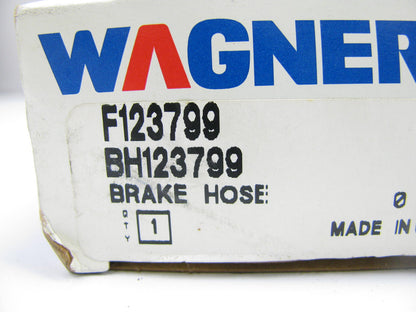 WAGNER
F123799
BH123799
BRAKE HOSE
QTY 1
0
MADE IN